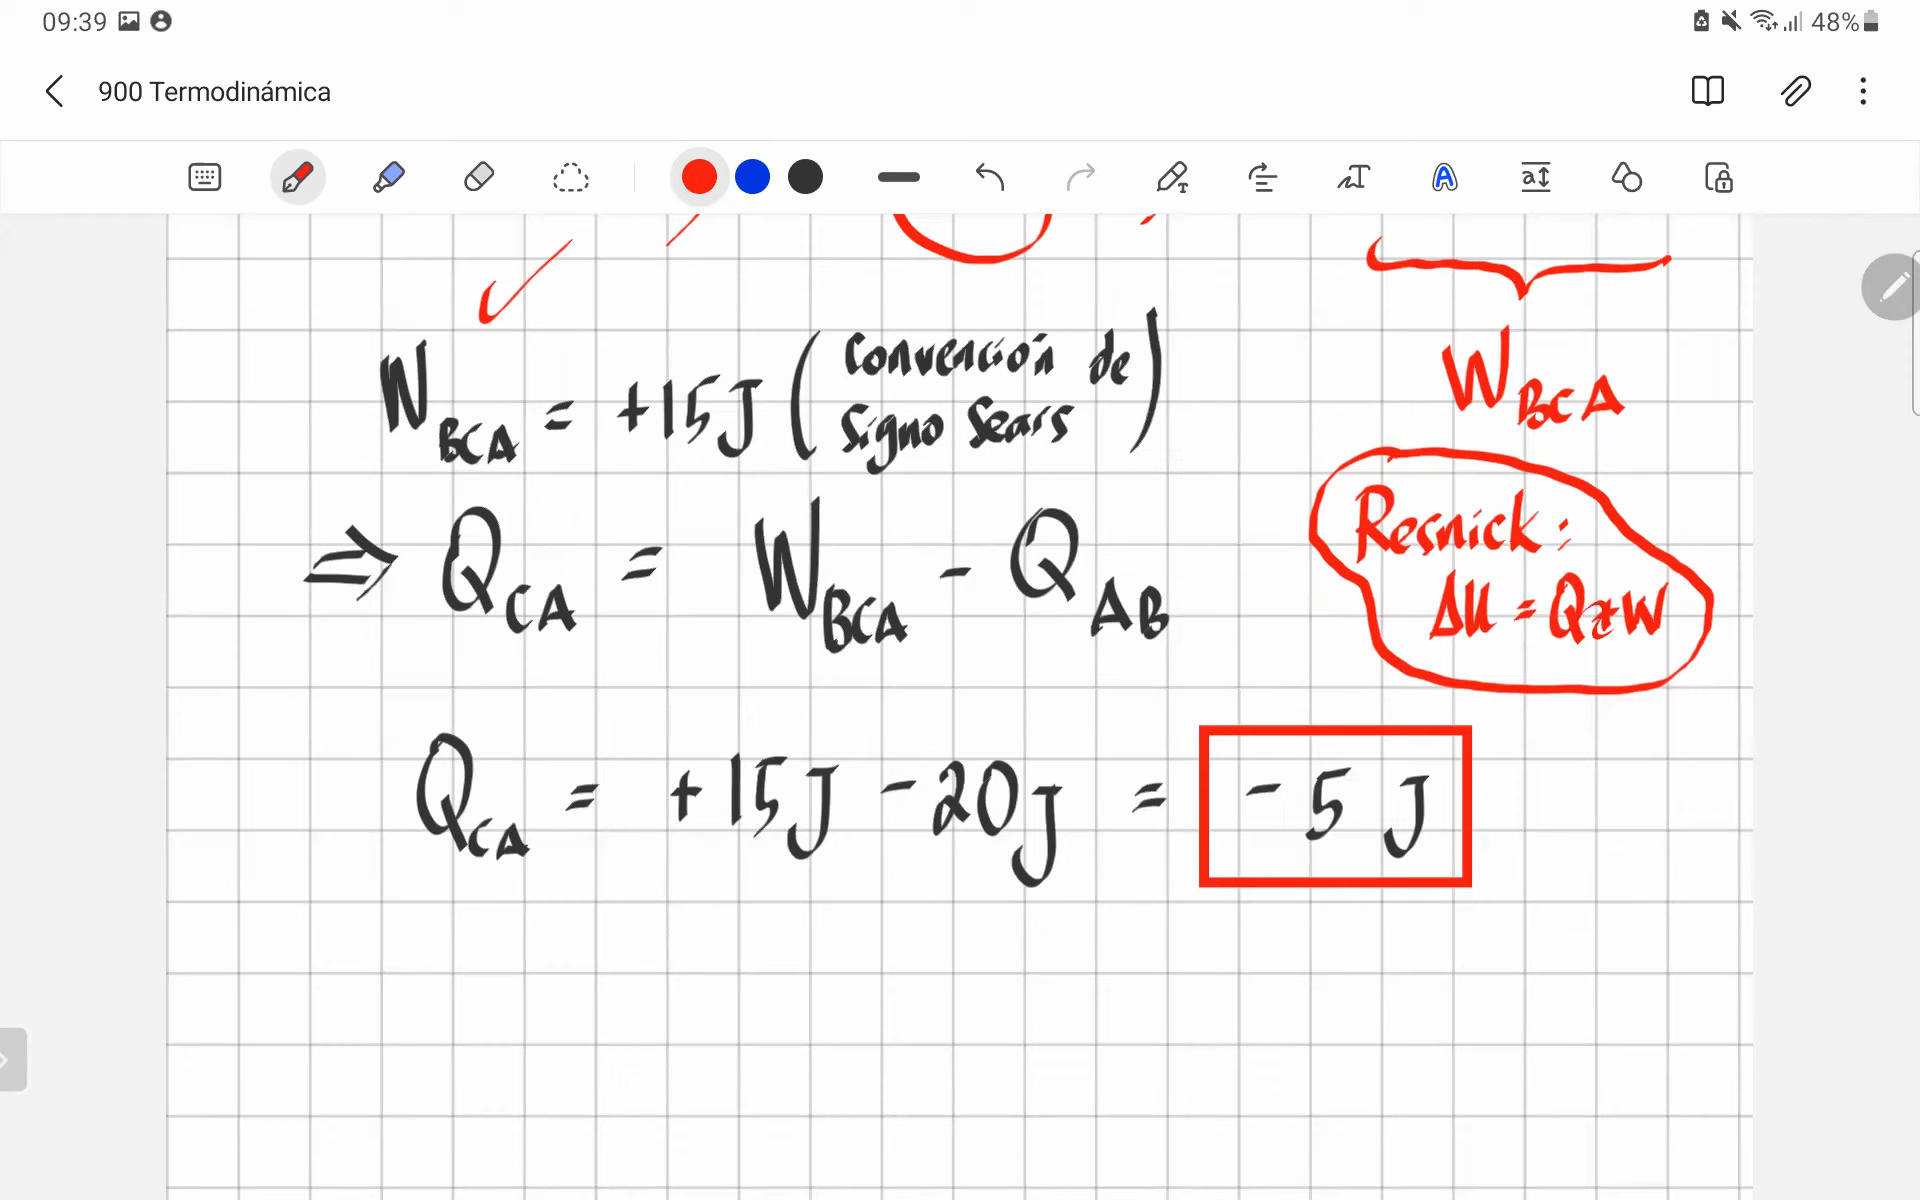 09:39 48%
900 Termodinámica
W_BCA = +15J (Convención de
Signo Sears)
W_BCA
⇒ Q_CA = W_BCA - Q_AB
Resnick:
ΔU = Q±W
Q_CA = +15J - 20J = -5 J